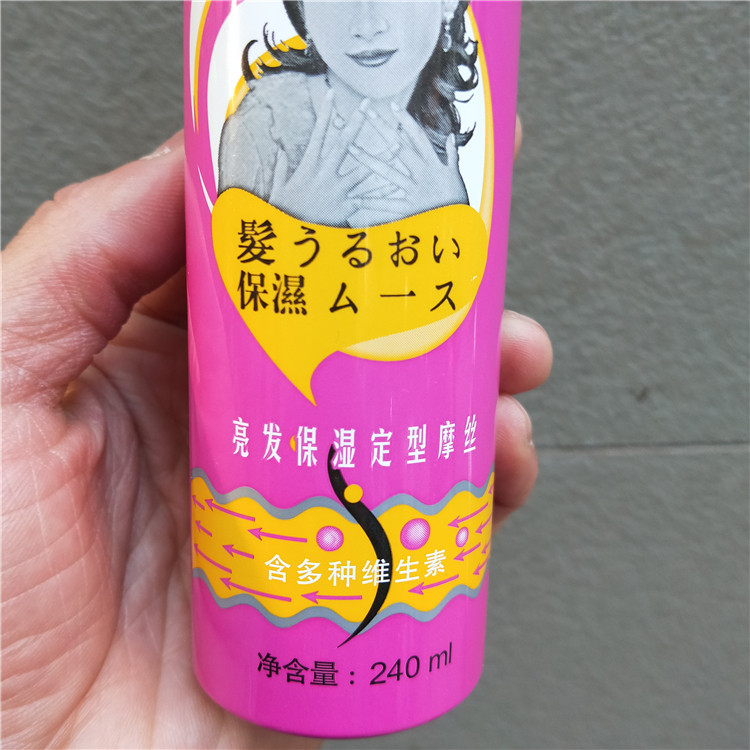 髮うるおい
保濕ムース
亮发保湿定型摩丝
含多种维生素
净含量：240 ml